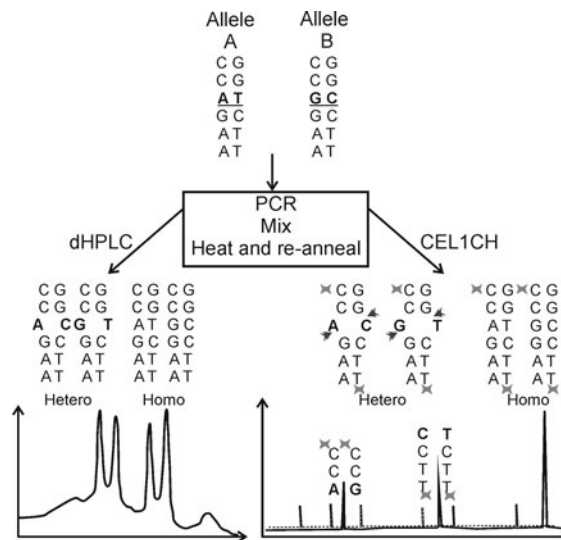 Allele Allele
A B
C G C G
C G C G
A T G C
G C G C
A T A T
A T A T
PCR
Mix
Heat and re-anneal
dHPLC CEL1CH
C G C G C G C G C G C G C G C G
C G C G C G C G C G C G C G C G
A C G T A T G C A C G T A T G C
G C G C G C G C G C G C G C G C
A T A T A T A T A T A T A T A T
A T A T A T A T A T A T A T A T
Hetero Homo Hetero Homo
C T
C C C C
C C T T
A G T T